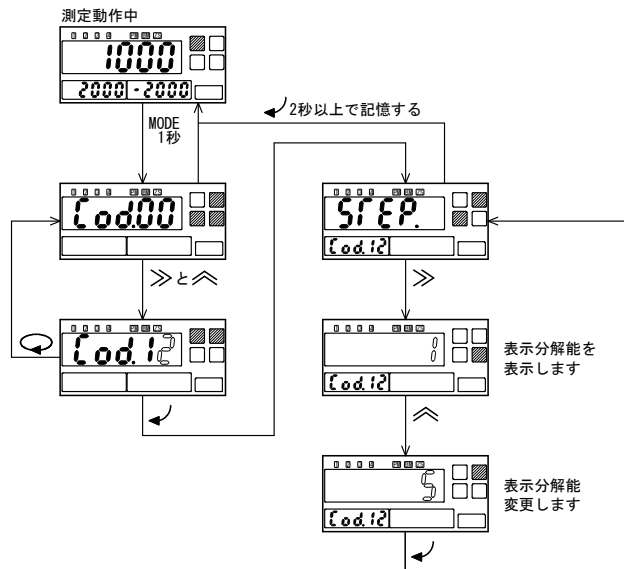 測定動作中
1000
2000 -2000
MODE
1秒
2秒以上で記憶する
Cod.00
STEP.
Cod.12
と
Cod.12
1
Cod.12
表示分解能を
表示します
5
Cod.12
表示分解能
変更します